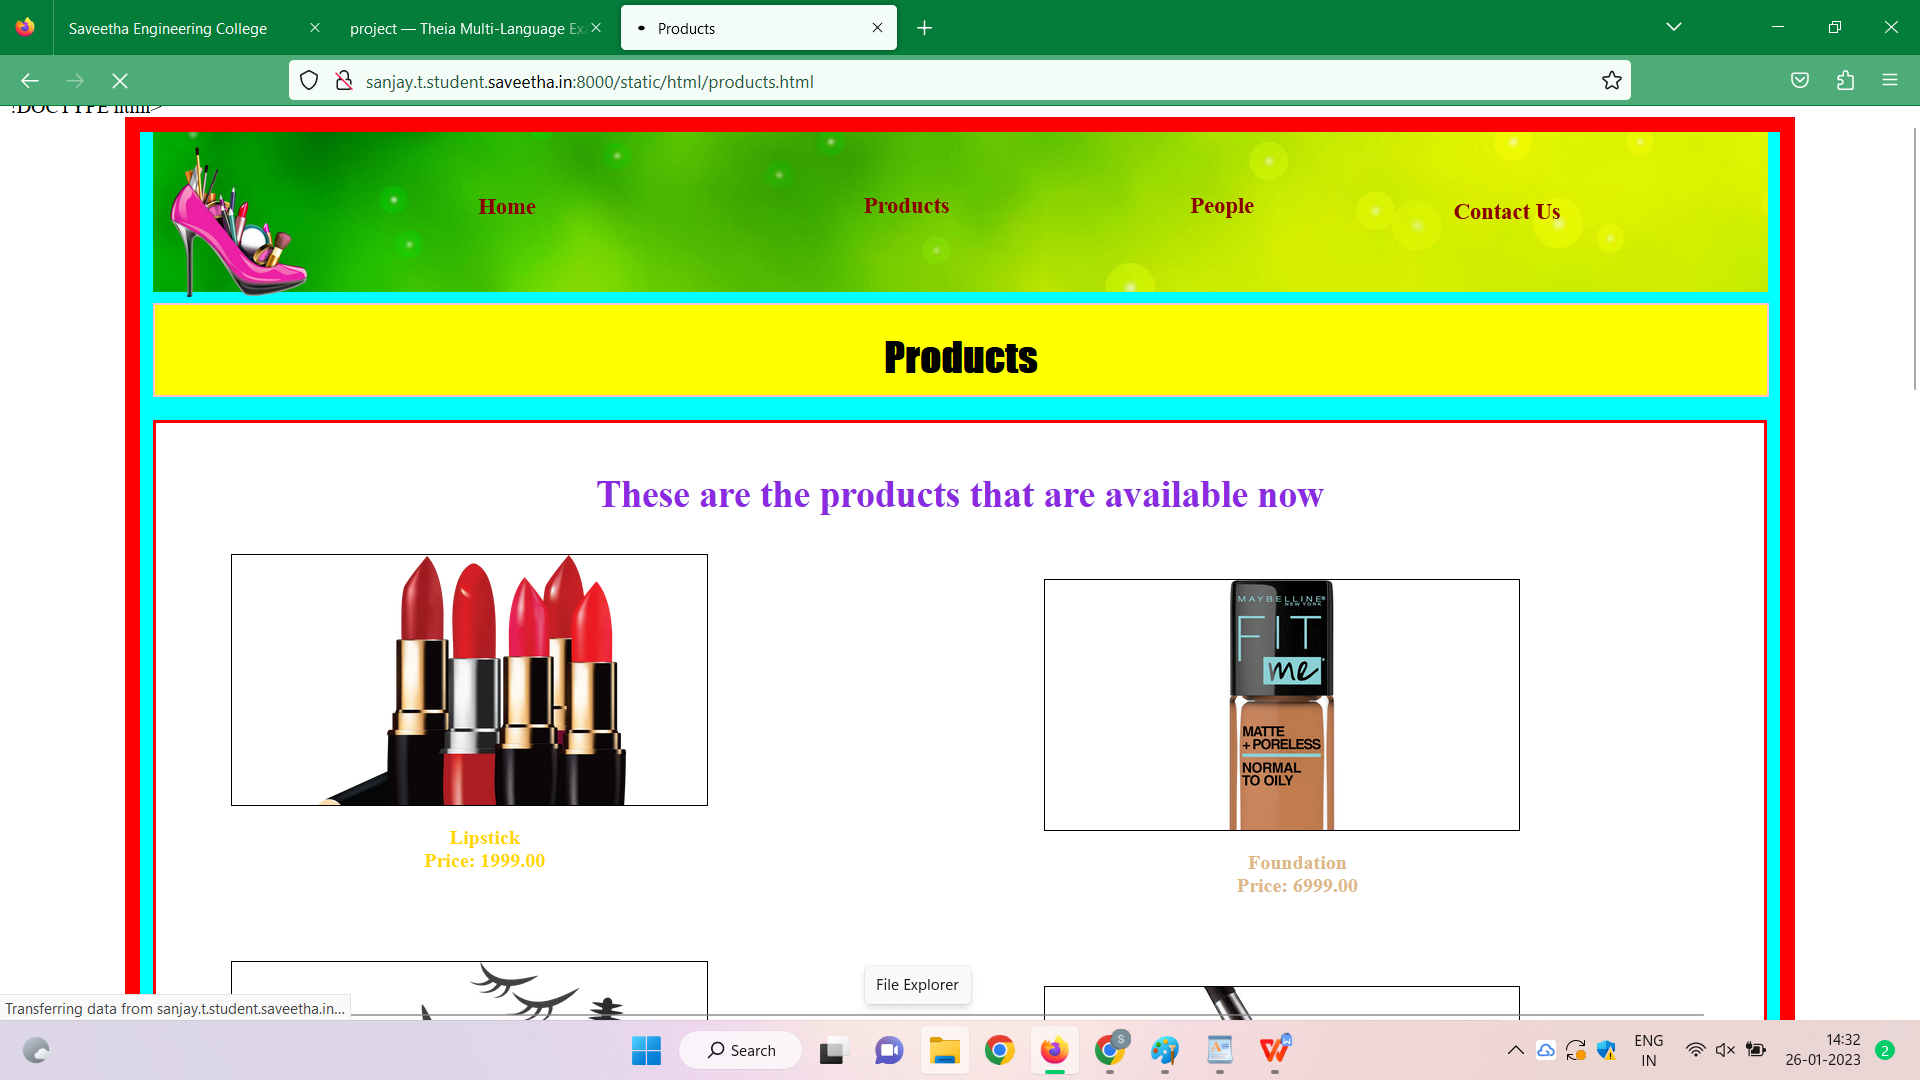 Saveetha Engineering College
project — Theia Multi-Language Ex
Products
sanjay.t.student.saveetha.in:8000/static/html/products.html
!DOCTYPE html>
Home
Products
People
Contact Us
Products
These are the products that are available now
MAYBELLINE®
NEW YORK
FIT
me
MATTE
+ PORELESS
NORMAL
TO OILY
Lipstick
Price: 1999.00
Foundation
Price: 6999.00
File Explorer
Transferring data from sanjay.t.student.saveetha.in...
Search
S
W
ENG
IN
14:32
26-01-2023
2